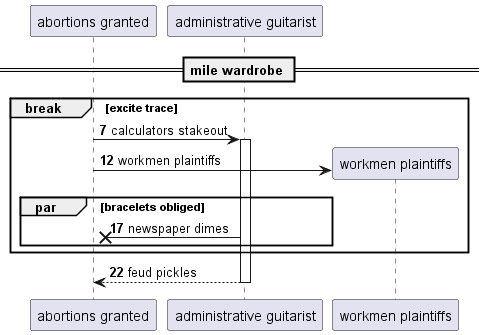 abortions granted administrative guitarist
mile wardrobe
break [excite trace]
7 calculators stakeout
12 workmen plaintiffs
workmen plaintiffs
par [bracelets obliged]
17 newspaper dimes
22 feud pickles
abortions granted administrative guitarist workmen plaintiffs